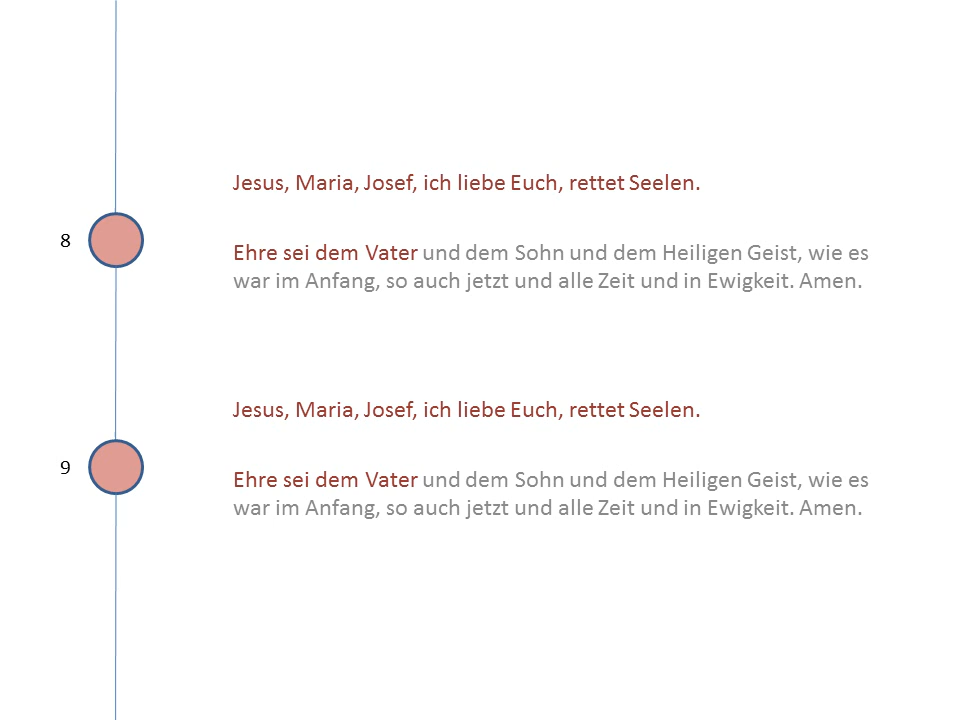 Jesus, Maria, Josef, ich liebe Euch, rettet Seelen.
8
Ehre sei dem Vater und dem Sohn und dem Heiligen Geist, wie es
war im Anfang, so auch jetzt und alle Zeit und in Ewigkeit. Amen.
Jesus, Maria, Josef, ich liebe Euch, rettet Seelen.
9
Ehre sei dem Vater und dem Sohn und dem Heiligen Geist, wie es
war im Anfang, so auch jetzt und alle Zeit und in Ewigkeit. Amen.